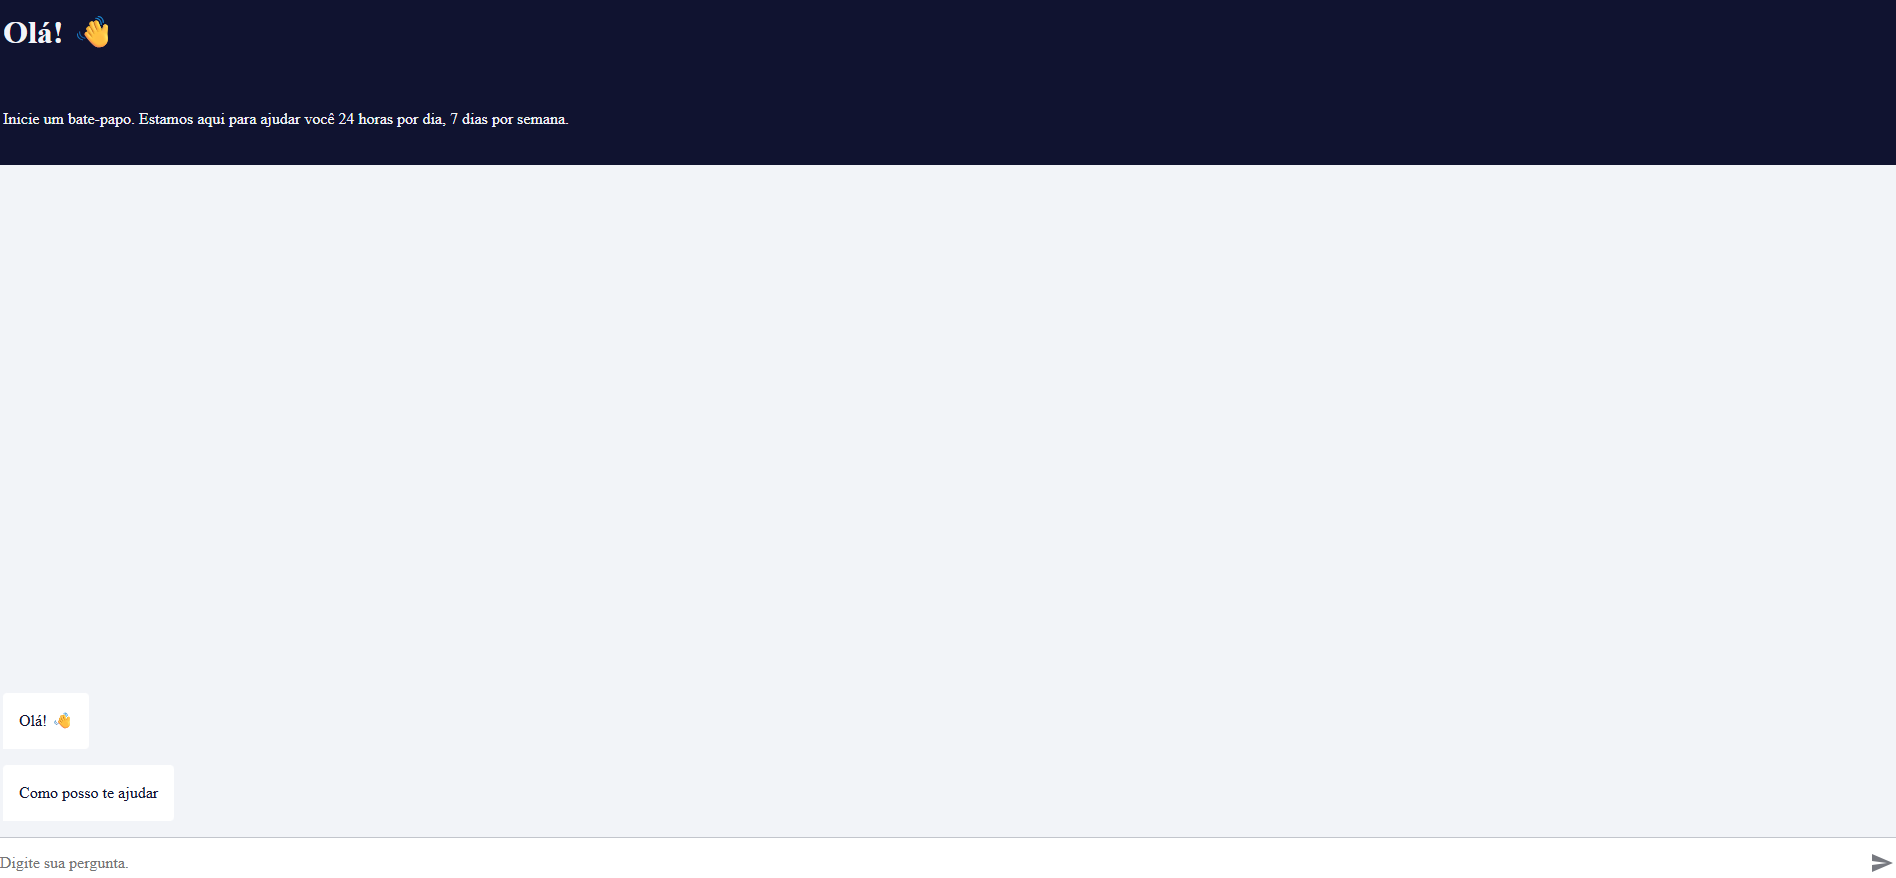 Olá! 👋
Inicie um bate-papo. Estamos aqui para ajudar você 24 horas por dia, 7 dias por semana.
Olá! 👋
Como posso te ajudar
Digite sua pergunta.